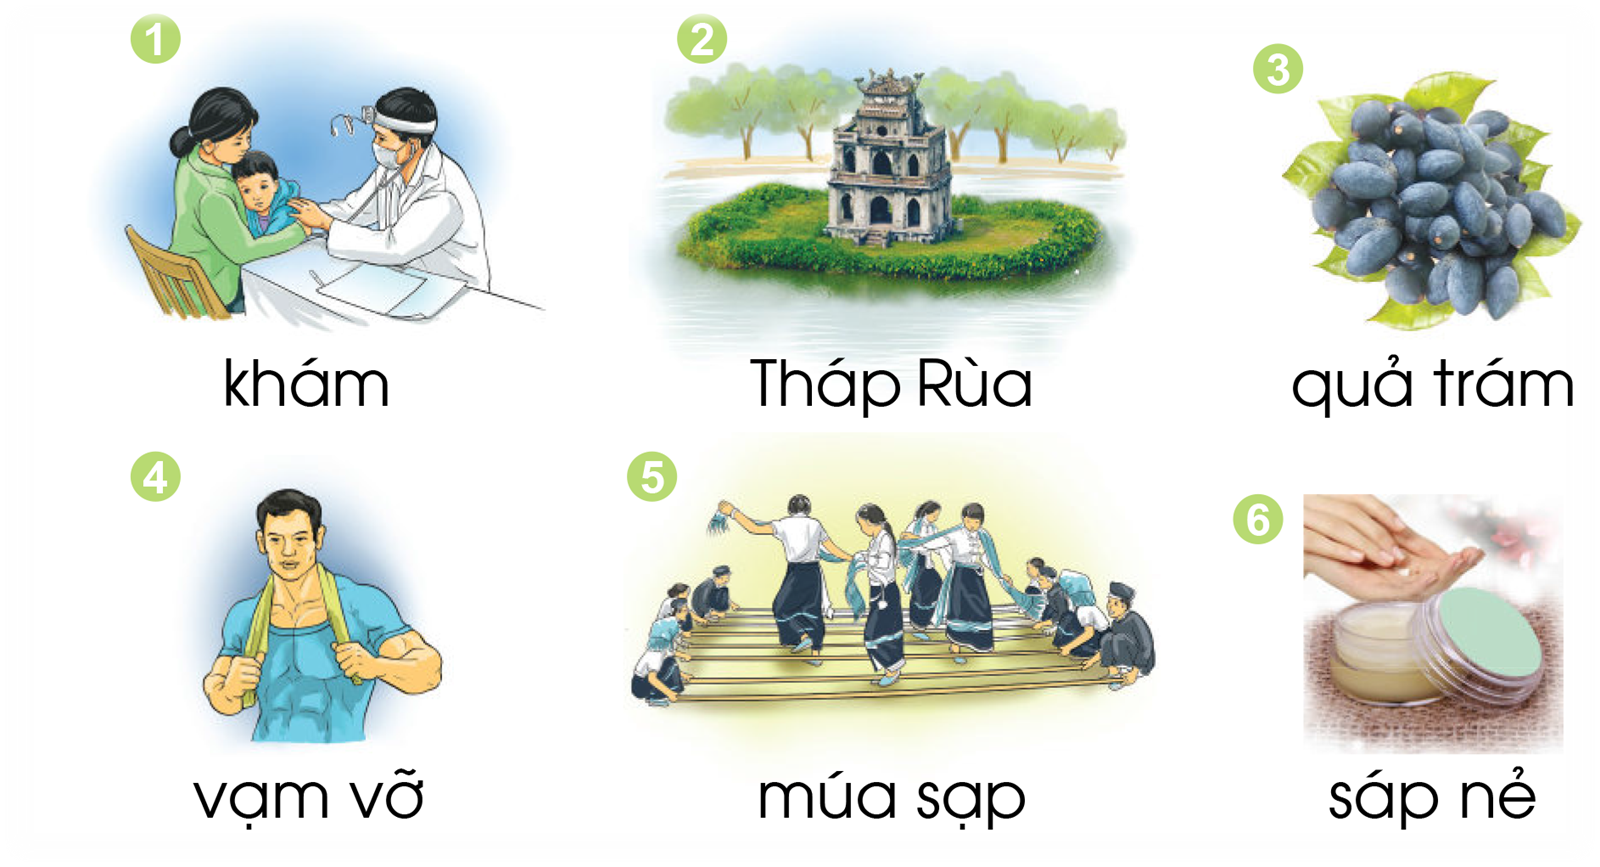 1
khám
2
Tháp Rùa
3
quả trám
4
vạm vỡ
5
múa sạp
6
sáp nẻ